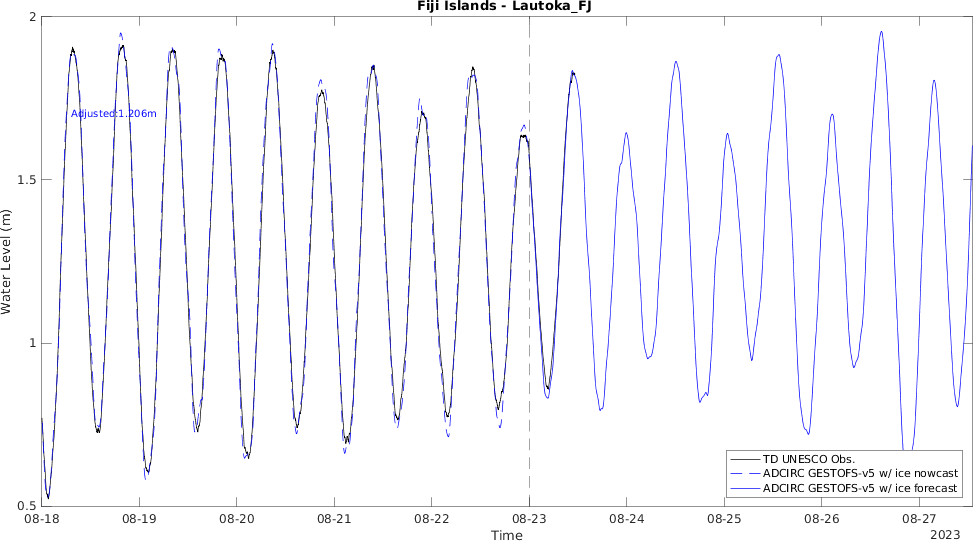 Fiji Islands - Lautoka_FJ
2
Adjusted:1.206m
1.5
Water Level (m)
1
TD UNESCO Obs.
ADCIRC GESTOFS-v5 w/ ice nowcast
ADCIRC GESTOFS-v5 w/ ice forecast
0.5
08-18 08-19 08-20 08-21 08-22 08-23 08-24 08-25 08-26 08-27
Time
2023